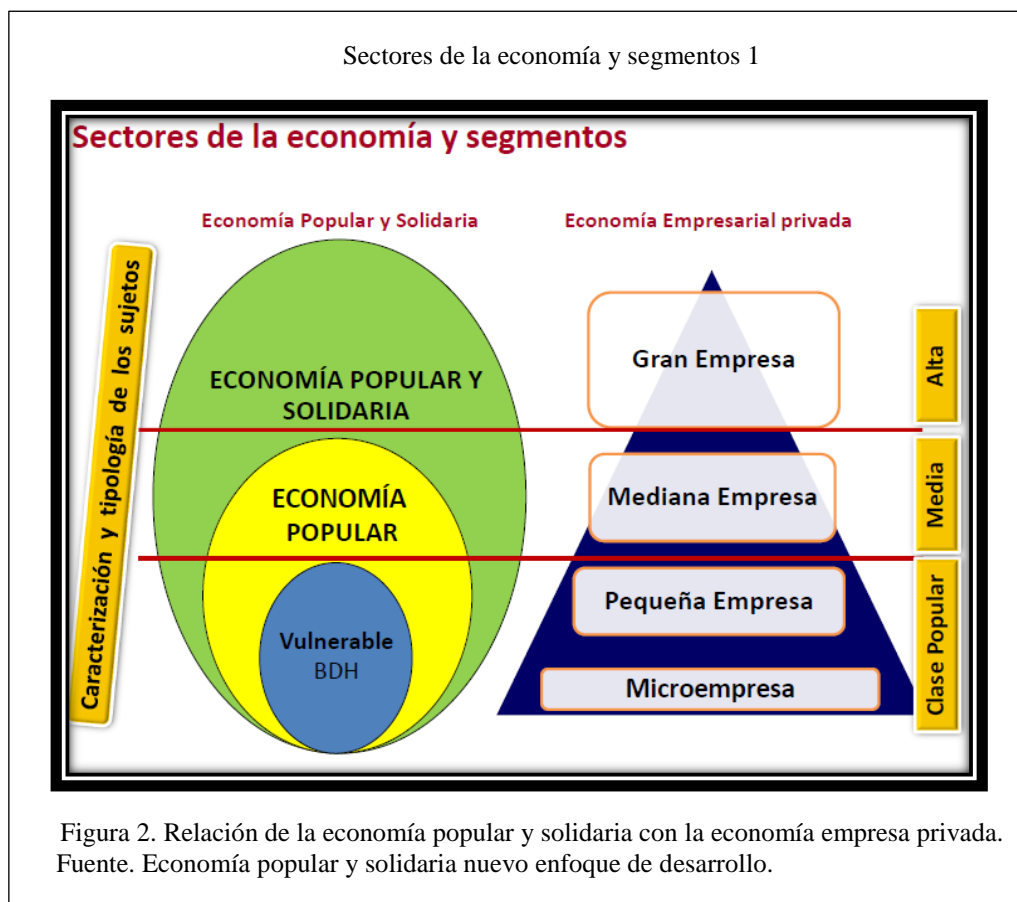 Sectores de la economía y segmentos 1
Sectores de la economía y segmentos
Economía Popular y Solidaria
Economía Empresarial privada
Caracterización y tipología de los sujetos
ECONOMÍA POPULAR Y
SOLIDARIA
ECONOMÍA
POPULAR
Vulnerable
BDH
Gran Empresa
Mediana Empresa
Pequeña Empresa
Microempresa
Alta
Media
Clase Popular
Figura 2. Relación de la economía popular y solidaria con la economía empresa privada.
Fuente. Economía popular y solidaria nuevo enfoque de desarrollo.